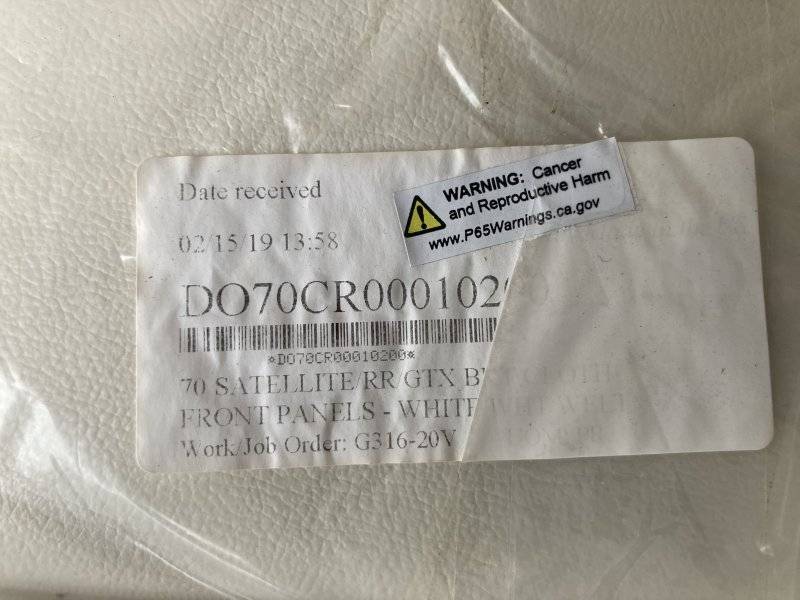 Date received
WARNING: Cancer
and Reproductive Harm
www.P65Warnings.ca.gov
02/15/19 13:58
DO70CR00010200
*DO70CR00010200*
70 SATELLITE/RR/GTX
FRONT PANELS - WHITE
Work/Job Order: G316-20V